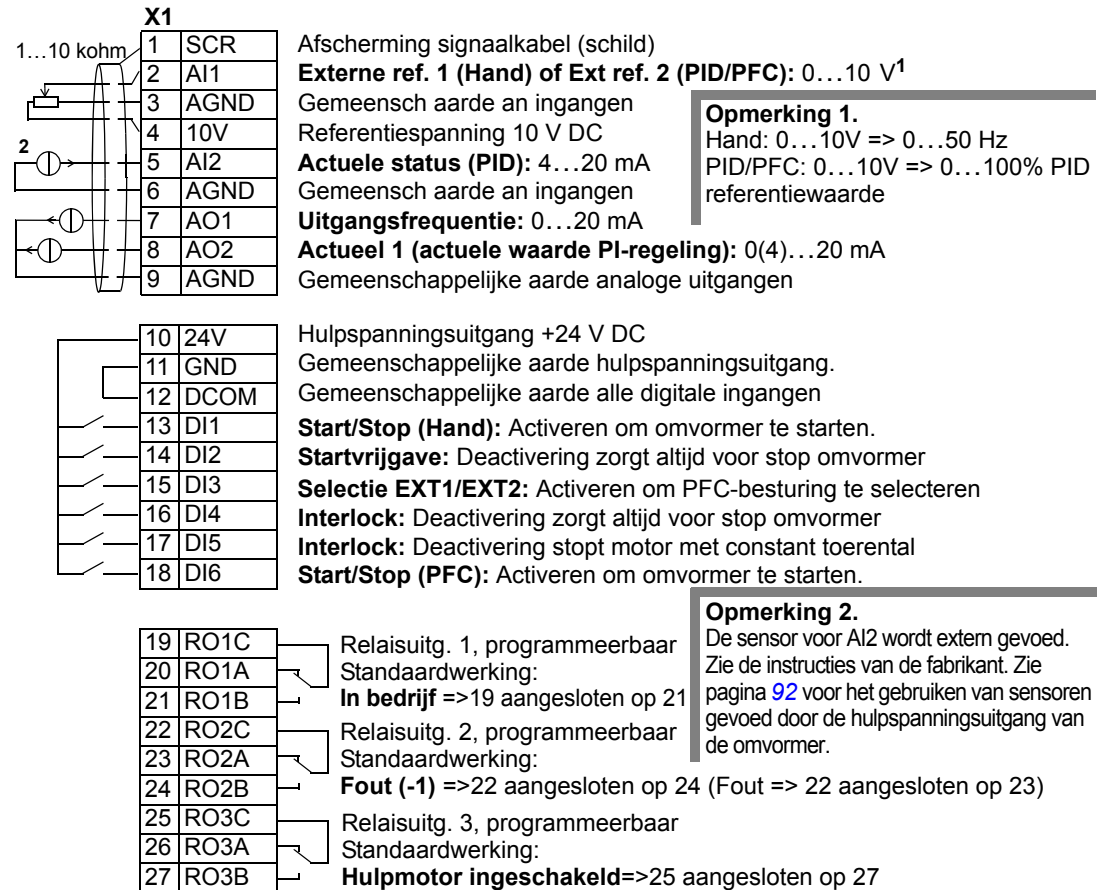 X1
1…10 kohm
1 SCR Afscherming signaalkabel (schild)
2 AI1 Externe ref. 1 (Hand) of Ext ref. 2 (PID/PFC): 0…10 V1
3 AGND Gemeensch aarde an ingangen
4 10V Referentiespanning 10 V DC
2
5 AI2 Actuele status (PID): 4…20 mA
6 AGND Gemeensch aarde an ingangen
7 AO1 Uitgangsfrequentie: 0…20 mA
8 AO2 Actueel 1 (actuele waarde PI-regeling): 0(4)…20 mA
9 AGND Gemeenschappelijke aarde analoge uitgangen
Opmerking 1.
Hand: 0…10V => 0…50 Hz
PID/PFC: 0…10V => 0…100% PID
referentiewaarde
10 24V Hulpspanningsuitgang +24 V DC
11 GND Gemeenschappelijke aarde hulpspanningsuitgang.
12 DCOM Gemeenschappelijke aarde alle digitale ingangen
13 DI1 Start/Stop (Hand): Activeren om omvormer te starten.
14 DI2 Startvrijgave: Deactivering zorgt altijd voor stop omvormer
15 DI3 Selectie EXT1/EXT2: Activeren om PFC-besturing te selecteren
16 DI4 Interlock: Deactivering zorgt altijd voor stop omvormer
17 DI5 Interlock: Deactivering stopt motor met constant toerental
18 DI6 Start/Stop (PFC): Activeren om omvormer te starten.
19 RO1C Relaisuitg. 1, programmeerbaar
20 RO1A Standaardwerking:
21 RO1B In bedrijf =>19 aangesloten op 21
22 RO2C Relaisuitg. 2, programmeerbaar
23 RO2A Standaardwerking:
24 RO2B Fout (-1) =>22 aangesloten op 24 (Fout => 22 aangesloten op 23)
25 RO3C Relaisuitg. 3, programmeerbaar
26 RO3A Standaardwerking:
27 RO3B Hulpmotor ingeschakeld=>25 aangesloten op 27
Opmerking 2.
De sensor voor AI2 wordt extern gevoed.
Zie de instructies van de fabrikant. Zie
pagina 92 voor het gebruiken van sensoren
gevoed door de hulpspanningsuitgang van
de omvormer.